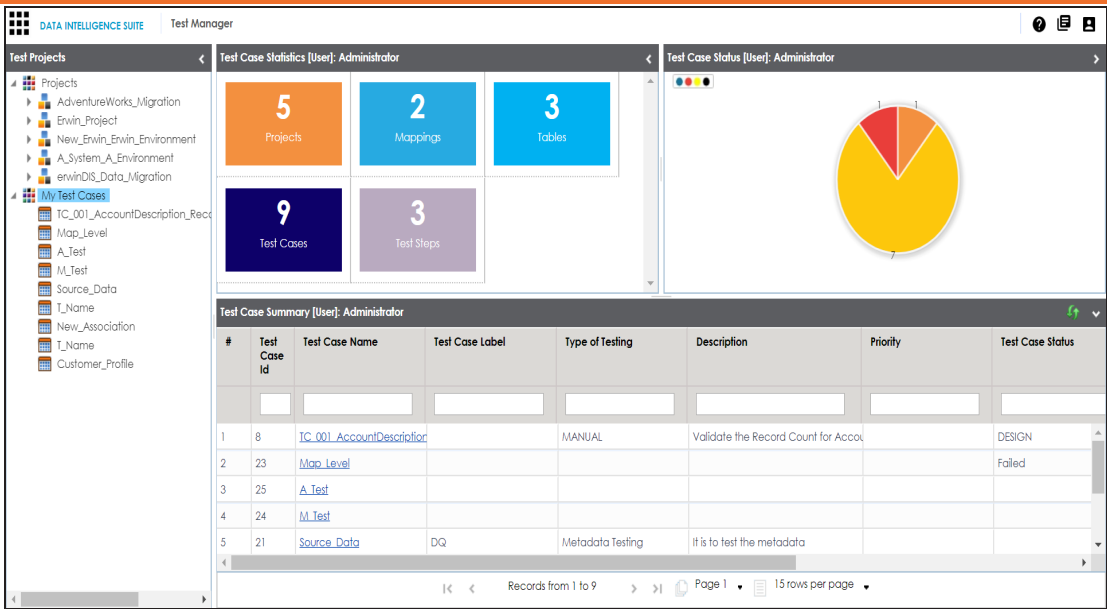 DATA INTELLIGENCE SUITE Test Manager
Test Projects
Projects
AdventureWorks_Migration
Erwin_Project
New_Erwin_Erwin_Environment
A_System_A_Environment
erwinDIS_Data_Migration
My Test Cases
TC_001_AccountDescription_Reco
Map_Level
A_Test
M_Test
Source_Data
T_Name
New_Association
T_Name
Customer_Profile
Test Case Statistics [User]: Administrator
5
Projects
2
Mappings
3
Tables
9
Test Cases
3
Test Steps
Test Case Status [User]: Administrator
1 1
7
Test Case Summary [User]: Administrator
# Test Case Id Test Case Name Test Case Label Type of Testing Description Priority Test Case Status
1 8 TC_001_AccountDescription MANUAL Validate the Record Count for Accou DESIGN
2 23 Map_Level Failed
3 25 A_Test
4 24 M_Test
5 21 Source_Data DQ Metadata Testing It is to test the metadata
Records from 1 to 9 Page 1 15 rows per page